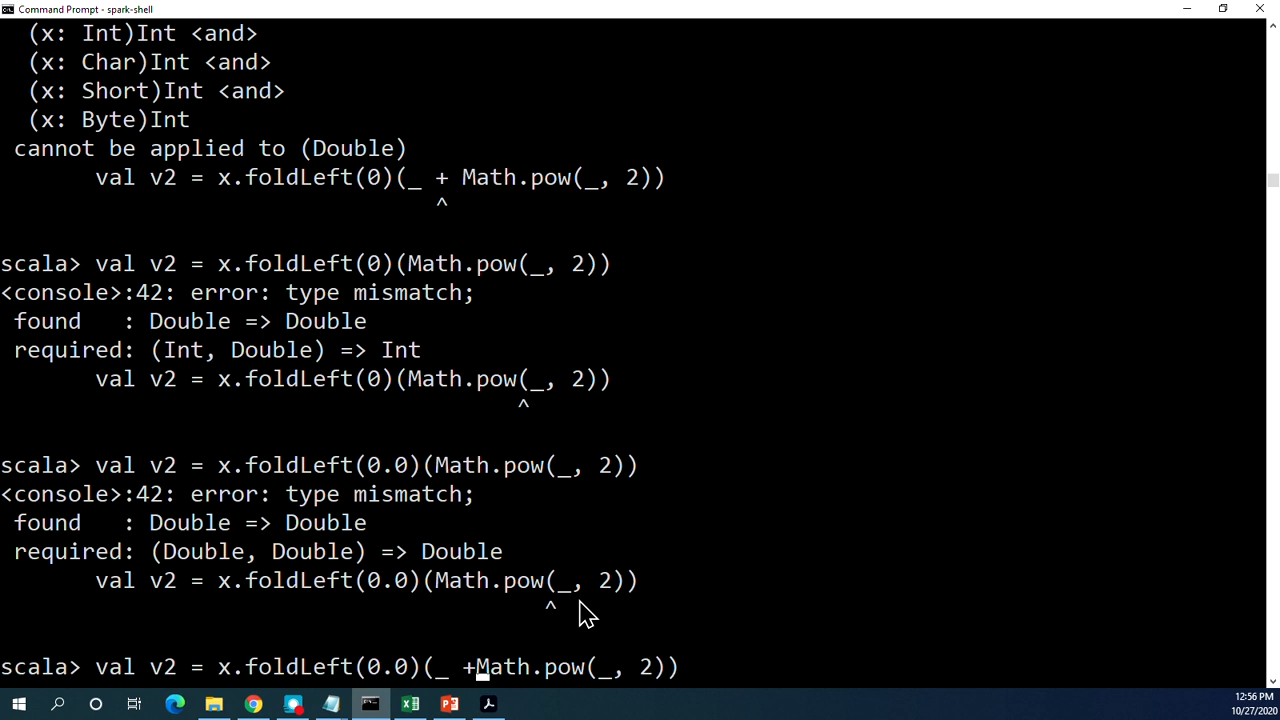 Command Prompt - spark-shell
(x: Int)Int <and>
(x: Char)Int <and>
(x: Short)Int <and>
(x: Byte)Int
cannot be applied to (Double)
val v2 = x.foldLeft(0)(_ + Math.pow(_, 2))
^
scala> val v2 = x.foldLeft(0)(Math.pow(_, 2))
<console>:42: error: type mismatch;
found   : Double => Double
required: (Int, Double) => Int
val v2 = x.foldLeft(0)(Math.pow(_, 2))
^
scala> val v2 = x.foldLeft(0.0)(Math.pow(_, 2))
<console>:42: error: type mismatch;
found   : Double => Double
required: (Double, Double) => Double
val v2 = x.foldLeft(0.0)(Math.pow(_, 2))
^
scala> val v2 = x.foldLeft(0.0)(_ +Math.pow(_, 2))
12:56 PM
10/27/2020